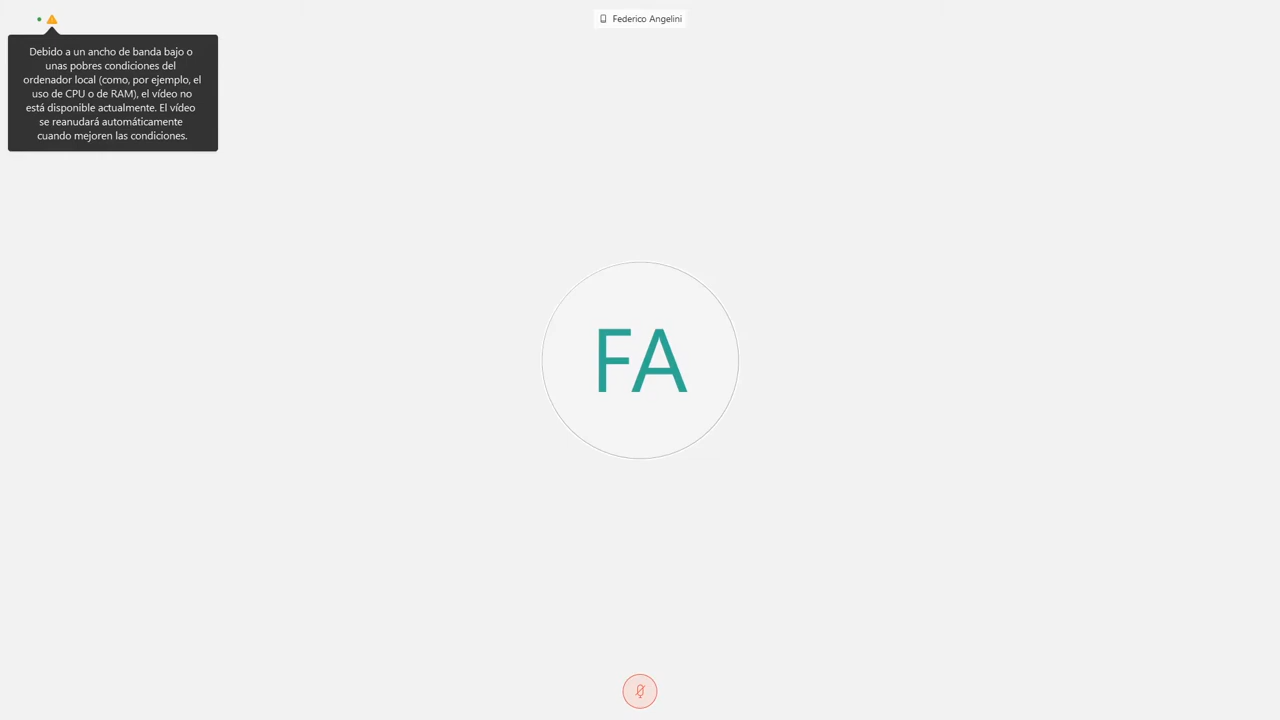 Federico Angelini
Debido a un ancho de banda bajo o
unas pobres condiciones del
ordenador local (como, por ejemplo, el
uso de CPU o de RAM), el vídeo no
está disponible actualmente. El vídeo
se reanudará automáticamente
cuando mejoren las condiciones.
FA